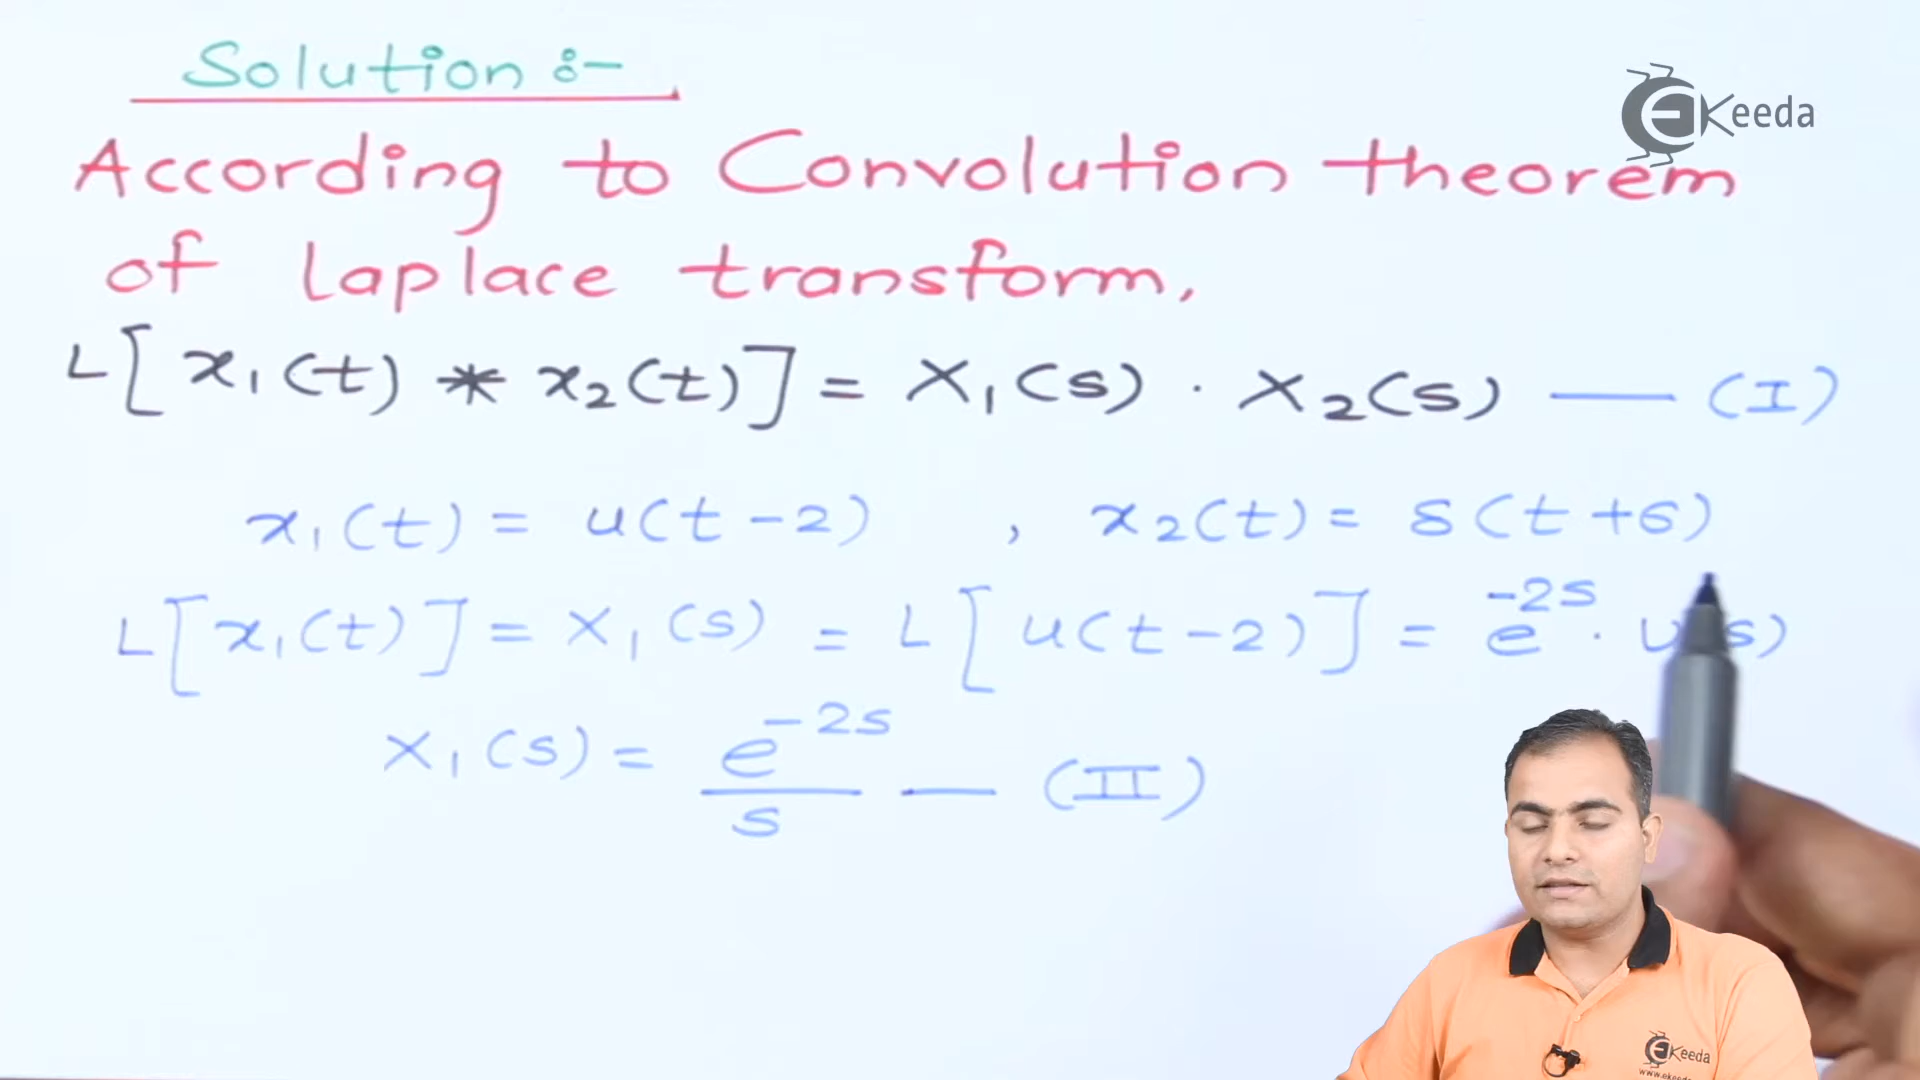 Solution :-
EKeeda
According to Convolution theorem
of Laplace transform,
L[x₁(t) * x₂(t)] = X₁(s) · X₂(s) — (I)
x₁(t) = u(t-2) , x₂(t) = δ(t+6)
L[x₁(t)] = X₁(s) = L[u(t-2)] = e⁻²ˢ · U(s)
X₁(s) = e⁻²ˢ/s — (II)
EKeeda